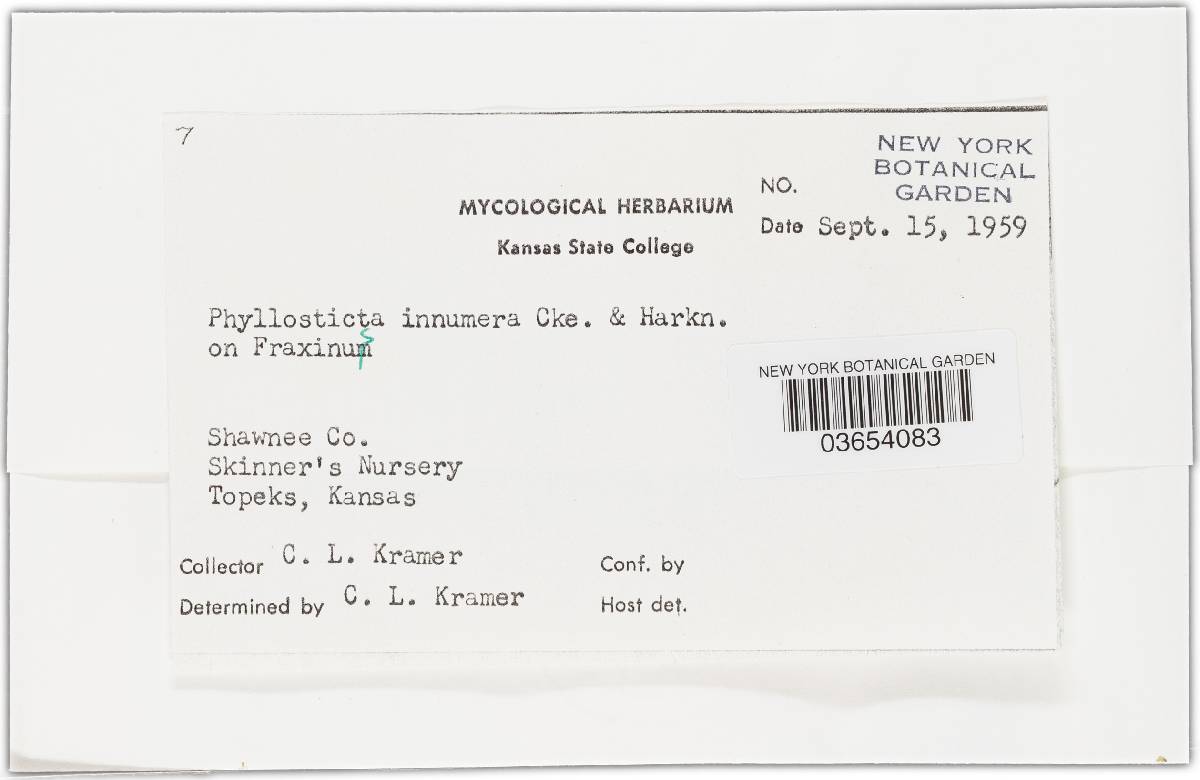 7
NEW YORK
BOTANICAL
GARDEN
NO.
MYCOLOGICAL HERBARIUM
Date Sept. 15, 1959
Kansas State College
Phyllosticta innumera Cke. & Harkn.
on Fraxinus
NEW YORK BOTANICAL GARDEN
03654083
Shawnee Co.
Skinner's Nursery
Topeks, Kansas
Collector C. L. Kramer
Conf. by
Determined by C. L. Kramer
Host det.